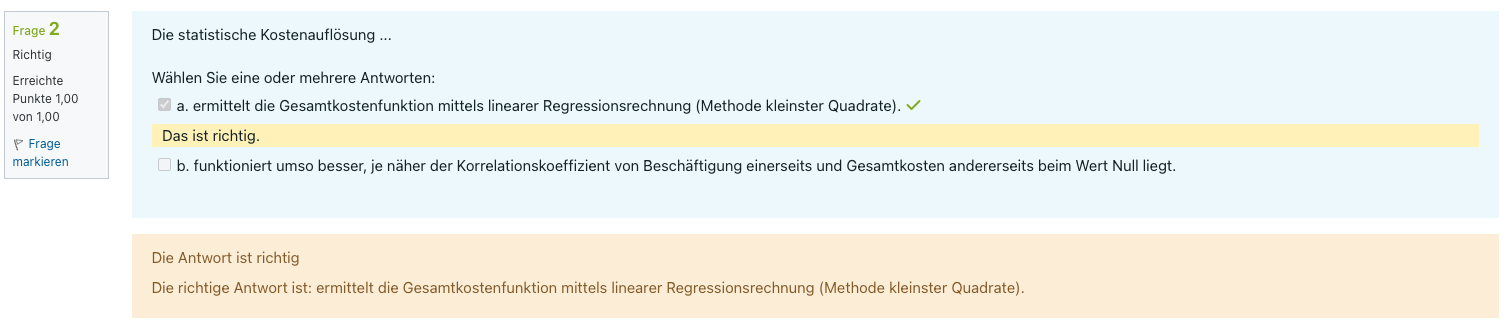 Frage 2
Richtig
Erreichte
Punkte 1,00
von 1,00
Frage
markieren
Die statistische Kostenauflösung ...
Wählen Sie eine oder mehrere Antworten:
a. ermittelt die Gesamtkostenfunktion mittels linearer Regressionsrechnung (Methode kleinster Quadrate).
Das ist richtig.
b. funktioniert umso besser, je näher der Korrelationskoeffizient von Beschäftigung einerseits und Gesamtkosten andererseits beim Wert Null liegt.
Die Antwort ist richtig
Die richtige Antwort ist: ermittelt die Gesamtkostenfunktion mittels linearer Regressionsrechnung (Methode kleinster Quadrate).